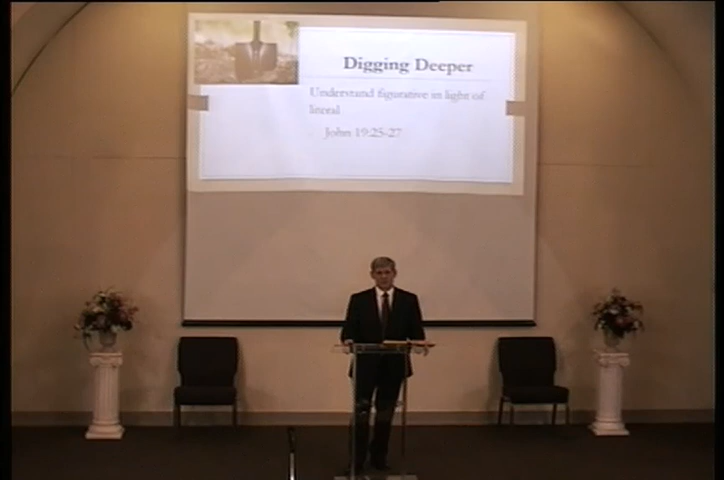 Digging Deeper
Understand figurative in light of
literal
John 19:25-27